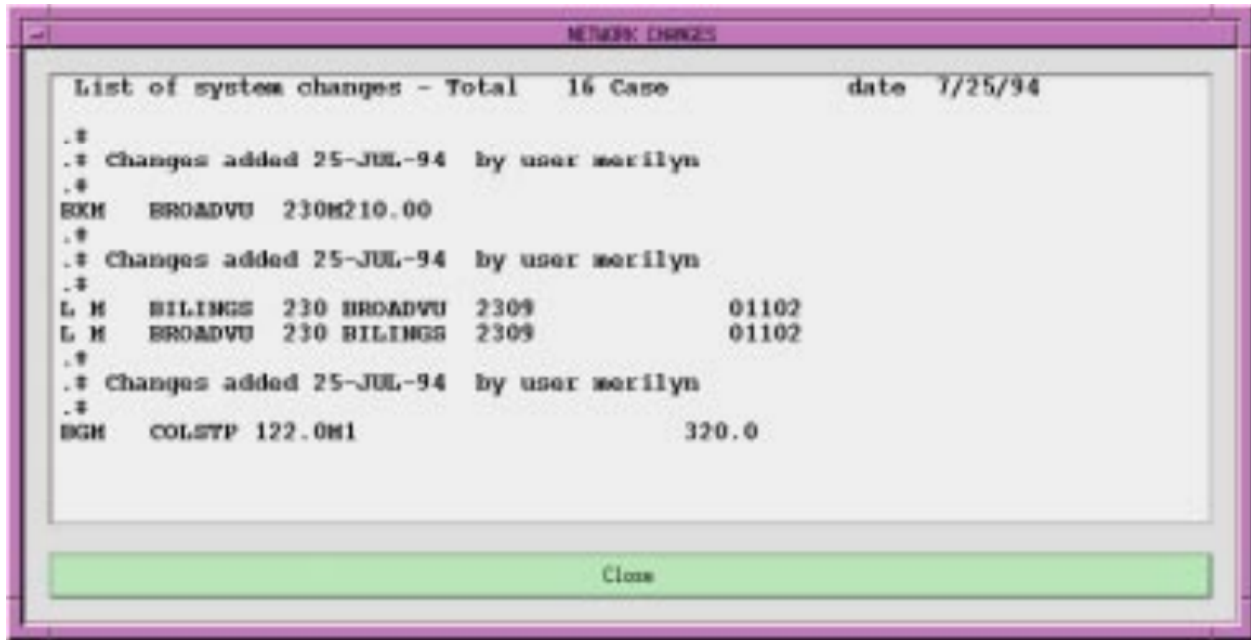 NETWORK CHANGES
List of system changes - Total 16 Case date 7/25/94
.#
.# Changes added 25-JUL-94 by user merilyn
.#
BXM BROADVU 230M210.00
.#
.# Changes added 25-JUL-94 by user merilyn
.#
L M BILINGS 230 BROADVU 2309 01102
L M BROADVU 230 BILINGS 2309 01102
.#
.# Changes added 25-JUL-94 by user merilyn
.#
BGM COLSTP 122.0M1 320.0
Close